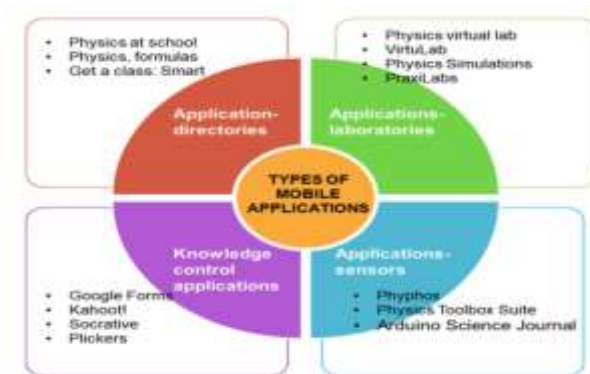 • Physics at school
• Physics, formulas
• Get a class: Smart
Application-
directories
• Physics virtual lab
• VirtuLab
• Physics Simulations
• PraxiLabs
Applications-
laboratories
TYPES OF
MOBILE
APPLICATIONS
Knowledge
control
applications
• Google Forms
• Kahoot!
• Socrative
• Plickers
Applications-
sensors
• Phyphox
• Physics Toolbox Suite
• Arduino Science Journal